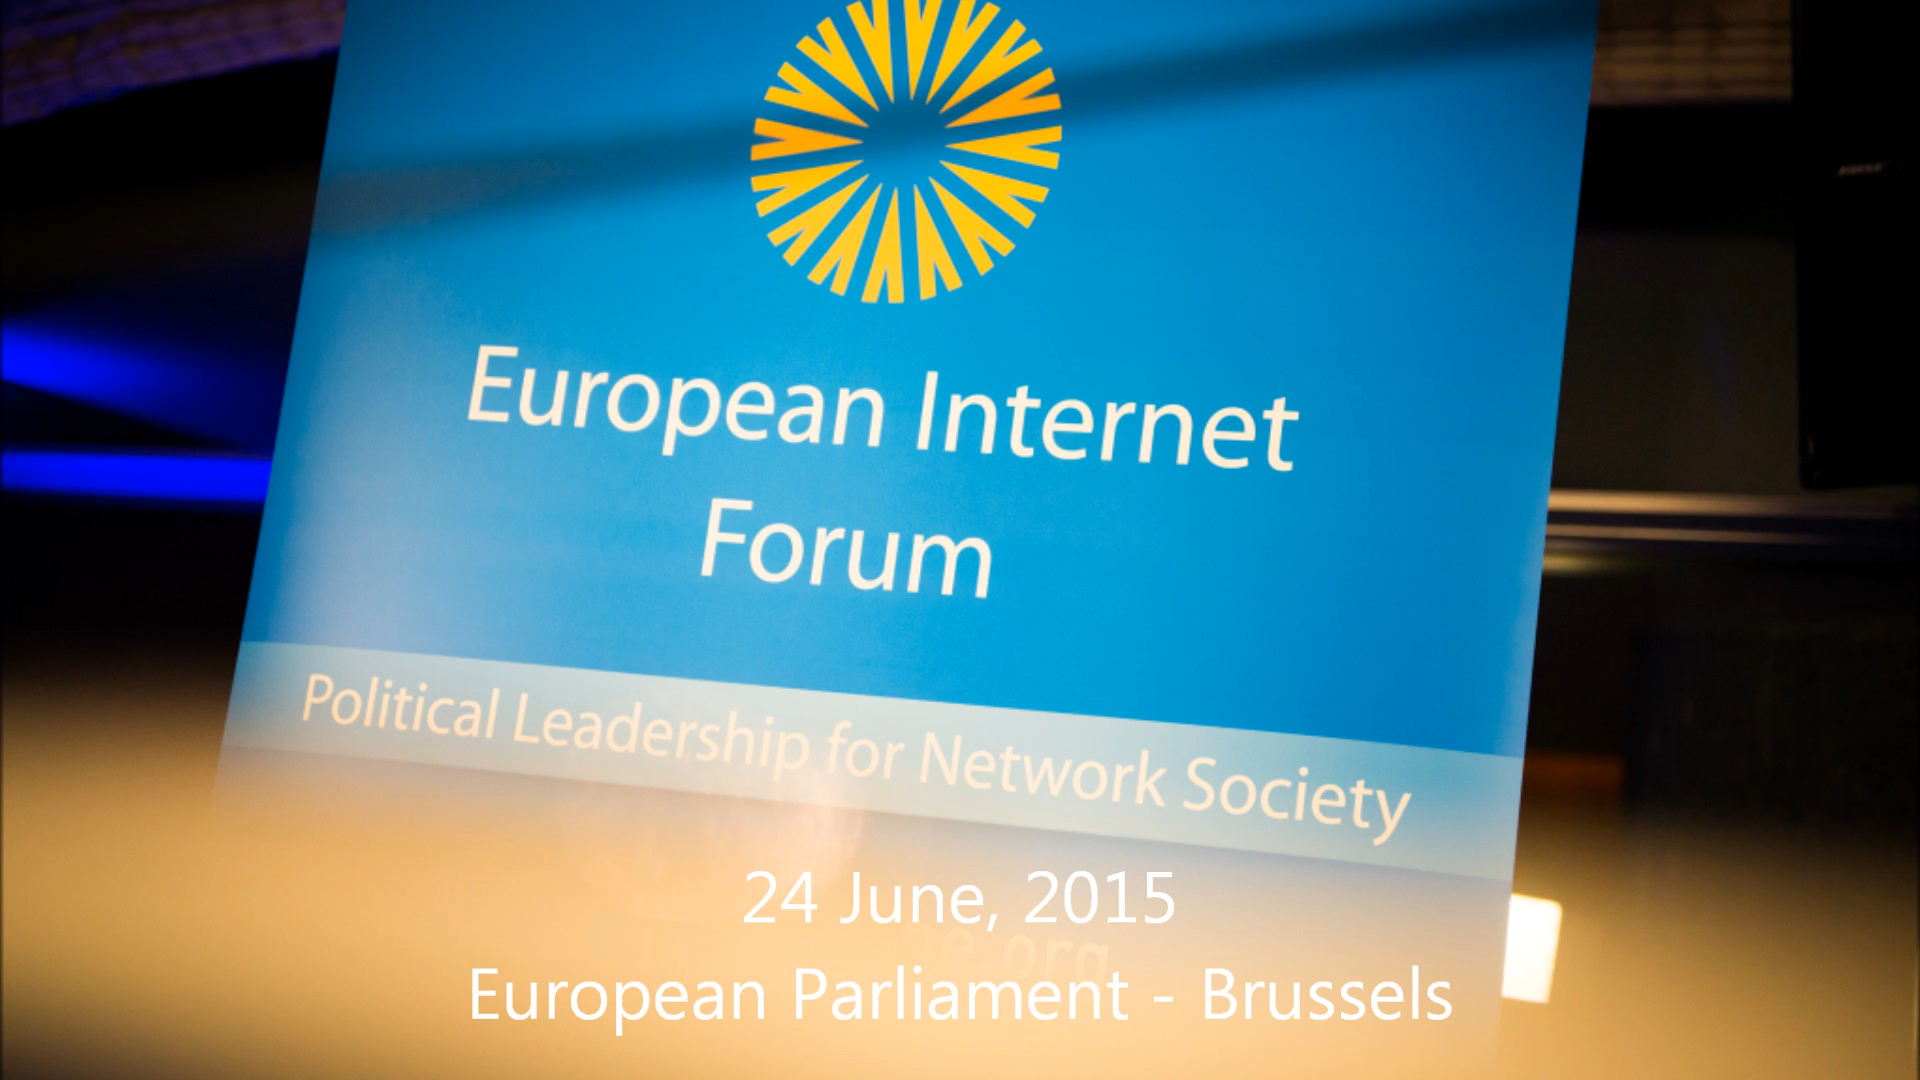 European Internet
Forum
Political Leadership for Network Society
24 June, 2015
European Parliament - Brussels